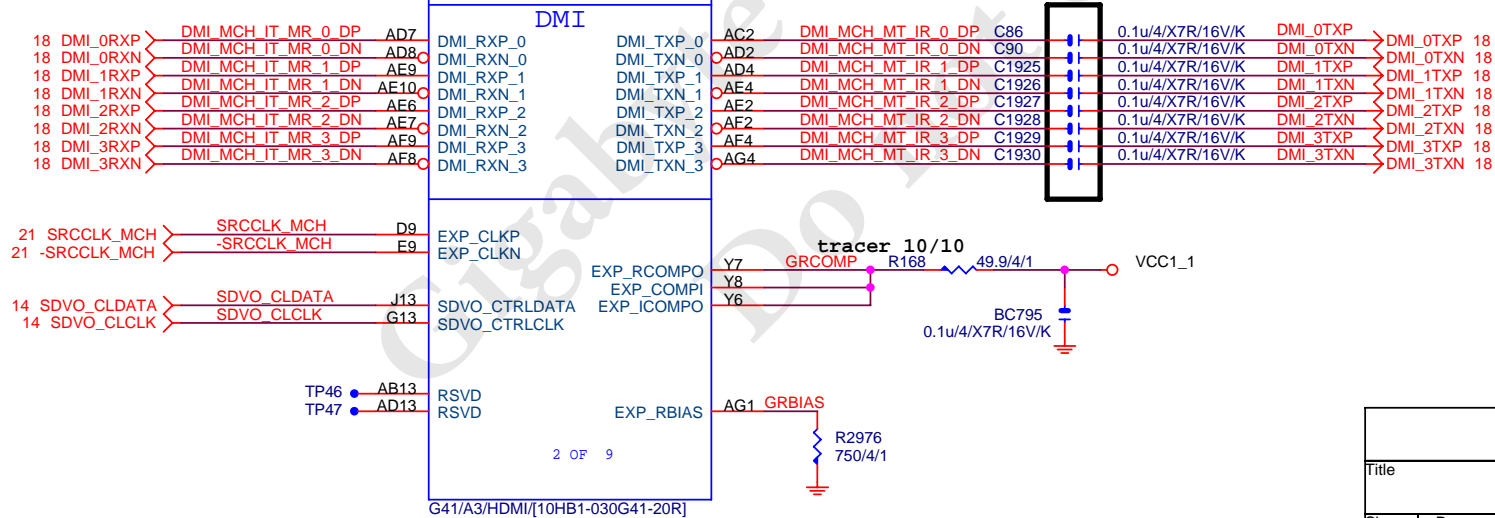 DMI
18 DMI_0RXP DMI_MCH_IT_MR_0_DP AD7 DMI_RXP_0 DMI_TXP_0 AC2 DMI_MCH_MT_IR_0_DP C86 0.1u/4/X7R/16V/K DMI_0TXP DMI_0TXP 18
18 DMI_0RXN DMI_MCH_IT_MR_0_DN AD8 DMI_RXN_0 DMI_TXN_0 AD2 DMI_MCH_MT_IR_0_DN C90 0.1u/4/X7R/16V/K DMI_0TXN DMI_0TXN 18
18 DMI_1RXP DMI_MCH_IT_MR_1_DP AE9 DMI_RXP_1 DMI_TXP_1 AD4 DMI_MCH_MT_IR_1_DP C1925 0.1u/4/X7R/16V/K DMI_1TXP DMI_1TXP 18
18 DMI_1RXN DMI_MCH_IT_MR_1_DN AE10 DMI_RXN_1 DMI_TXN_1 AE4 DMI_MCH_MT_IR_1_DN C1926 0.1u/4/X7R/16V/K DMI_1TXN DMI_1TXN 18
18 DMI_2RXP DMI_MCH_IT_MR_2_DP AE6 DMI_RXP_2 DMI_TXP_2 AE2 DMI_MCH_MT_IR_2_DP C1927 0.1u/4/X7R/16V/K DMI_2TXP DMI_2TXP 18
18 DMI_2RXN DMI_MCH_IT_MR_2_DN AE7 DMI_RXN_2 DMI_TXN_2 AF2 DMI_MCH_MT_IR_2_DN C1928 0.1u/4/X7R/16V/K DMI_2TXN DMI_2TXN 18
18 DMI_3RXP DMI_MCH_IT_MR_3_DP AF9 DMI_RXP_3 DMI_TXP_3 AF4 DMI_MCH_MT_IR_3_DP C1929 0.1u/4/X7R/16V/K DMI_3TXP DMI_3TXP 18
18 DMI_3RXN DMI_MCH_IT_MR_3_DN AF8 DMI_RXN_3 DMI_TXN_3 AG4 DMI_MCH_MT_IR_3_DN C1930 0.1u/4/X7R/16V/K DMI_3TXN DMI_3TXN 18
21 SRCCLK_MCH SRCCLK_MCH D9 EXP_CLKP
21 -SRCCLK_MCH -SRCCLK_MCH E9 EXP_CLKN
tracer 10/10
EXP_RCOMPO Y7 GRCOMP R168 49.9/4/1 VCC1_1
EXP_COMPI Y8
14 SDVO_CLDATA SDVO_CLDATA J13 SDVO_CTRLDATA EXP_ICOMPO Y6
14 SDVO_CLCLK SDVO_CLCLK G13 SDVO_CTRLCLK
BC795
0.1u/4/X7R/16V/K
TP46 AB13 RSVD
TP47 AD13 RSVD EXP_RBIAS AG1 GRBIAS
R2976
750/4/1
2 OF 9
G41/A3/HDMI/[10HB1-030G41-20R]
Title
Gigabyte
Do